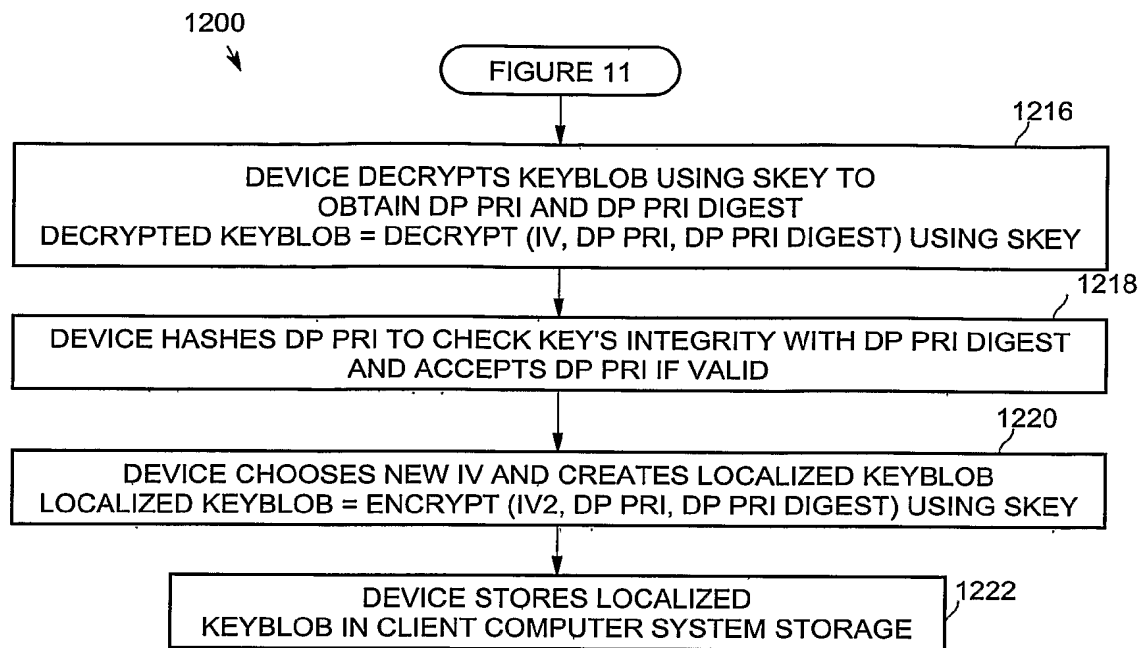 1200
FIGURE 11
1216
DEVICE DECRYPTS KEYBLOB USING SKEY TO
OBTAIN DP PRI AND DP PRI DIGEST
DECRYPTED KEYBLOB = DECRYPT (IV, DP PRI, DP PRI DIGEST) USING SKEY
1218
DEVICE HASHES DP PRI TO CHECK KEY'S INTEGRITY WITH DP PRI DIGEST
AND ACCEPTS DP PRI IF VALID
1220
DEVICE CHOOSES NEW IV AND CREATES LOCALIZED KEYBLOB
LOCALIZED KEYBLOB = ENCRYPT (IV2, DP PRI, DP PRI DIGEST) USING SKEY
1222
DEVICE STORES LOCALIZED
KEYBLOB IN CLIENT COMPUTER SYSTEM STORAGE